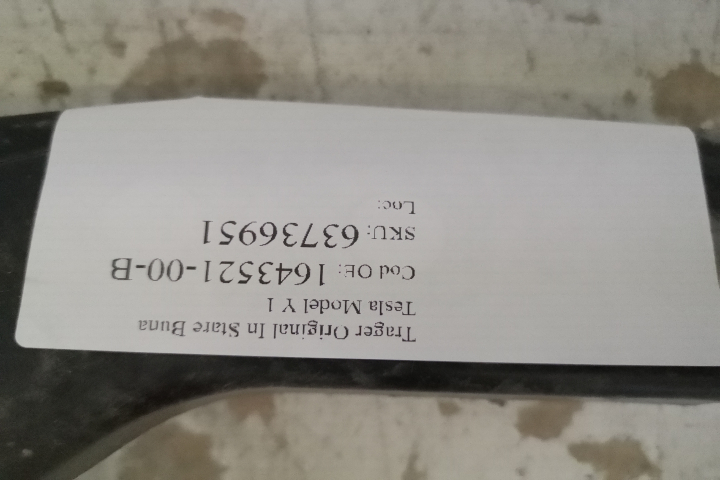 Trager Original In Stare Buna
Tesla Model Y 1
Cod OE: 1643521-00-B
SKU: 63736951
Loc: